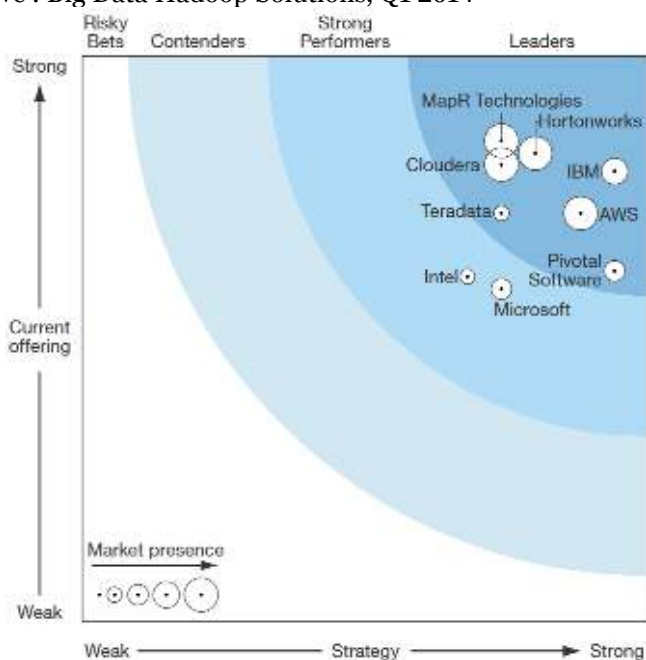 Big Data Hadoop Solutions, Q1 2014
Risky
Bets
Contenders
Strong
Performers
Leaders
Strong
MapR Technologies
Hortonworks
Cloudera
IBM
Teradata
AWS
Pivotal
Software
Intel
Microsoft
Current
offering
Market presence
Weak
Weak
Strategy
Strong